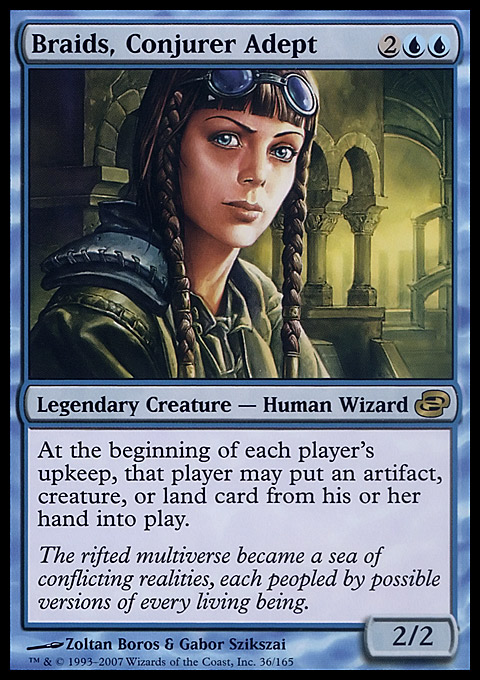 Braids, Conjurer Adept 2
Legendary Creature — Human Wizard
At the beginning of each player's
upkeep, that player may put an artifact,
creature, or land card from his or her
hand into play.
The rifted multiverse became a sea of
conflicting realities, each peopled by possible
versions of every living being.
Zoltan Boros & Gabor Szikszai
2/2
™ & © 1993–2007 Wizards of the Coast, Inc. 36/165